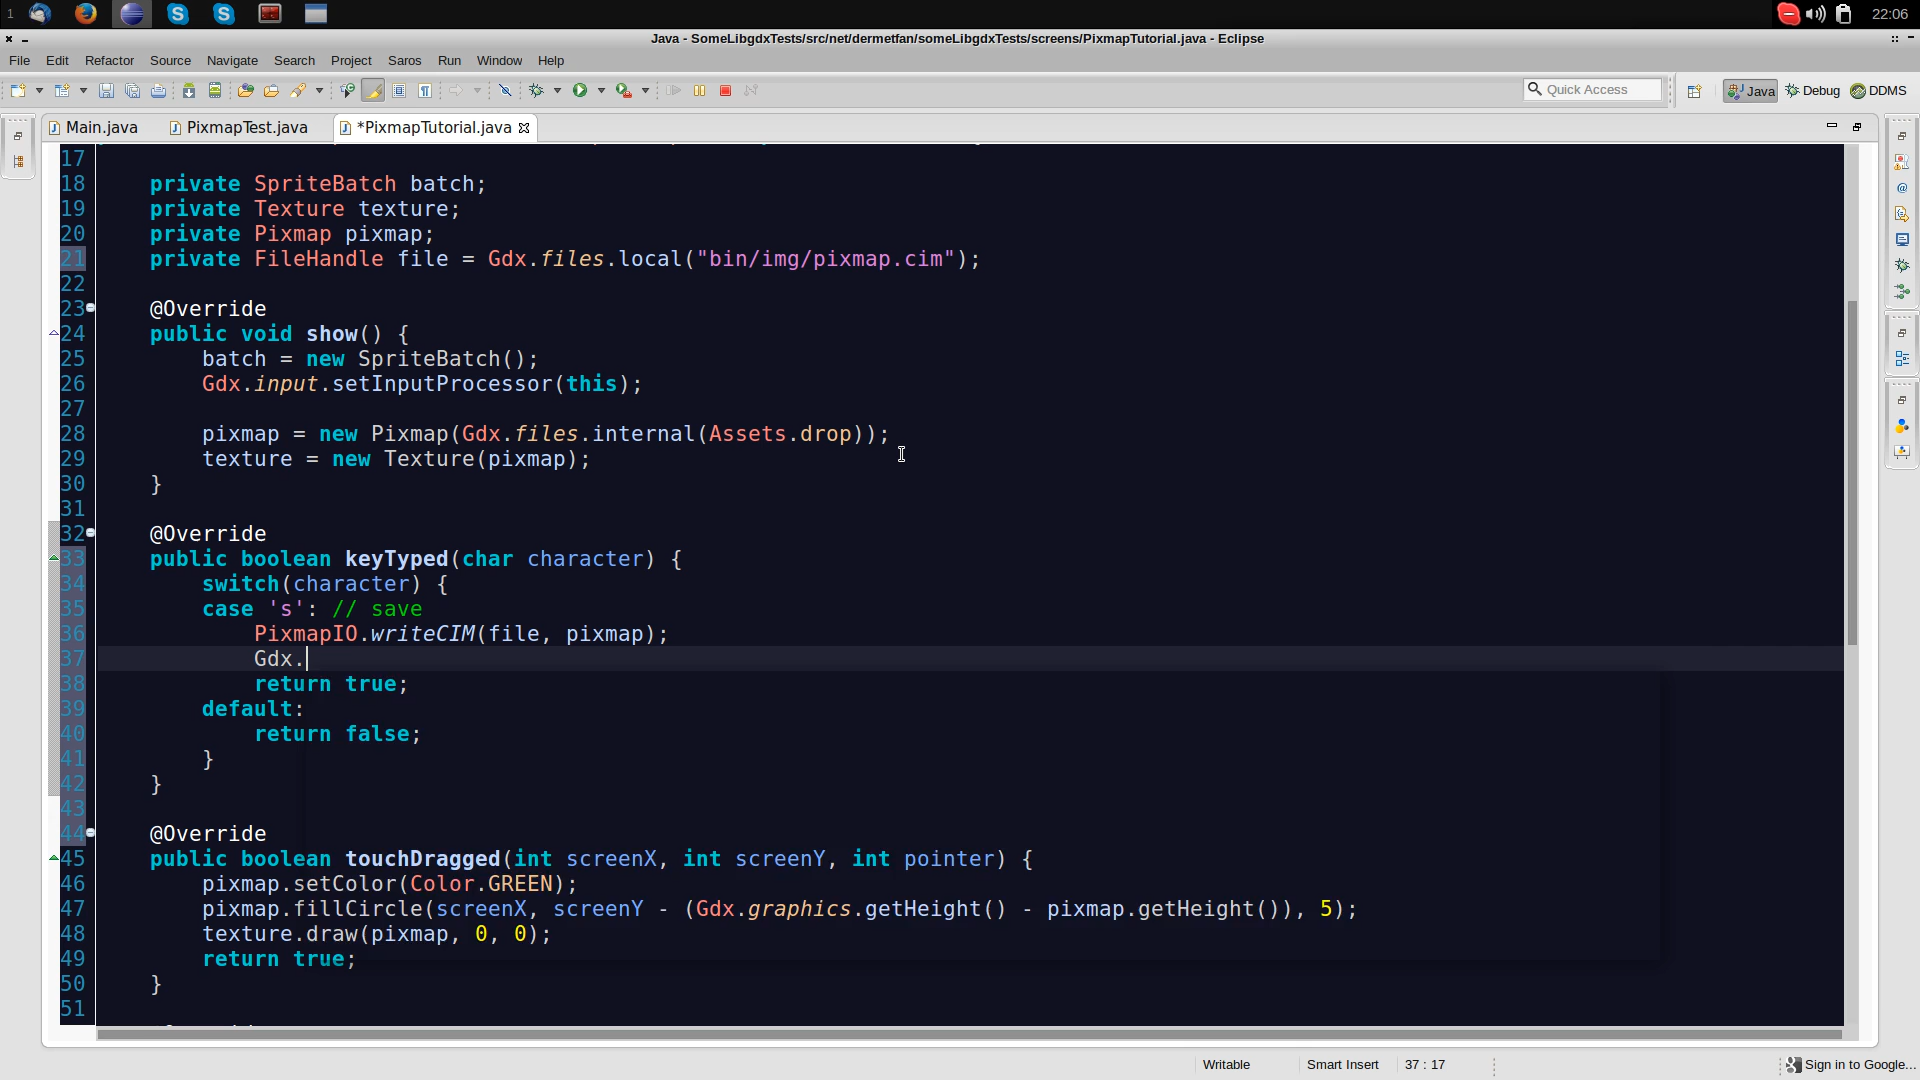 1
22:06
Java - SomeLibgdxTests/src/net/dermetfan/someLibgdxTests/screens/PixmapTutorial.java - Eclipse
File Edit Refactor Source Navigate Search Project Saros Run Window Help
Quick Access
Java Debug DDMS
Main.java PixmapTest.java *PixmapTutorial.java
17
18 private SpriteBatch batch;
19 private Texture texture;
20 private Pixmap pixmap;
21 private FileHandle file = Gdx.files.local("bin/img/pixmap.cim");
22
23 @Override
24 public void show() {
25 batch = new SpriteBatch();
26 Gdx.input.setInputProcessor(this);
27
28 pixmap = new Pixmap(Gdx.files.internal(Assets.drop));
29 texture = new Texture(pixmap);
30 }
31
32 @Override
33 public boolean keyTyped(char character) {
34 switch(character) {
35 case 's': // save
36 PixmapIO.writeCIM(file, pixmap);
37 Gdx.
38 return true;
39 default:
40 return false;
41 }
42 }
43
44 @Override
45 public boolean touchDragged(int screenX, int screenY, int pointer) {
46 pixmap.setColor(Color.GREEN);
47 pixmap.fillCircle(screenX, screenY - (Gdx.graphics.getHeight() - pixmap.getHeight()), 5);
48 texture.draw(pixmap, 0, 0);
49 return true;
50 }
51
Writable Smart Insert 37 : 17 Sign in to Google...